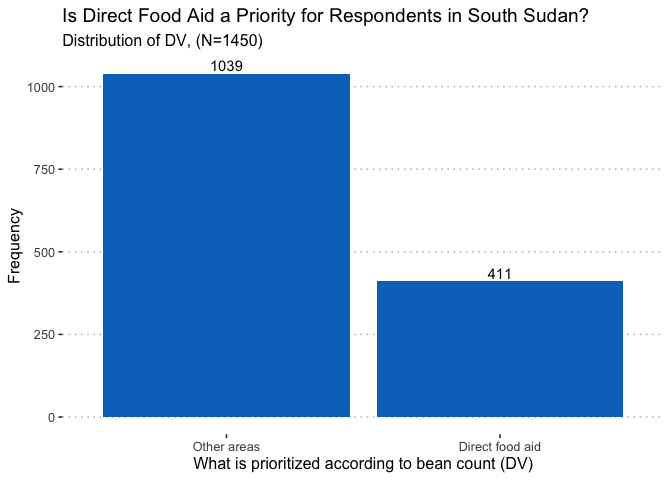 Is Direct Food Aid a Priority for Respondents in South Sudan?
Distribution of DV, (N=1450)
1039
411
1000
750
500
250
0
Frequency
Other areas
Direct food aid
What is prioritized according to bean count (DV)